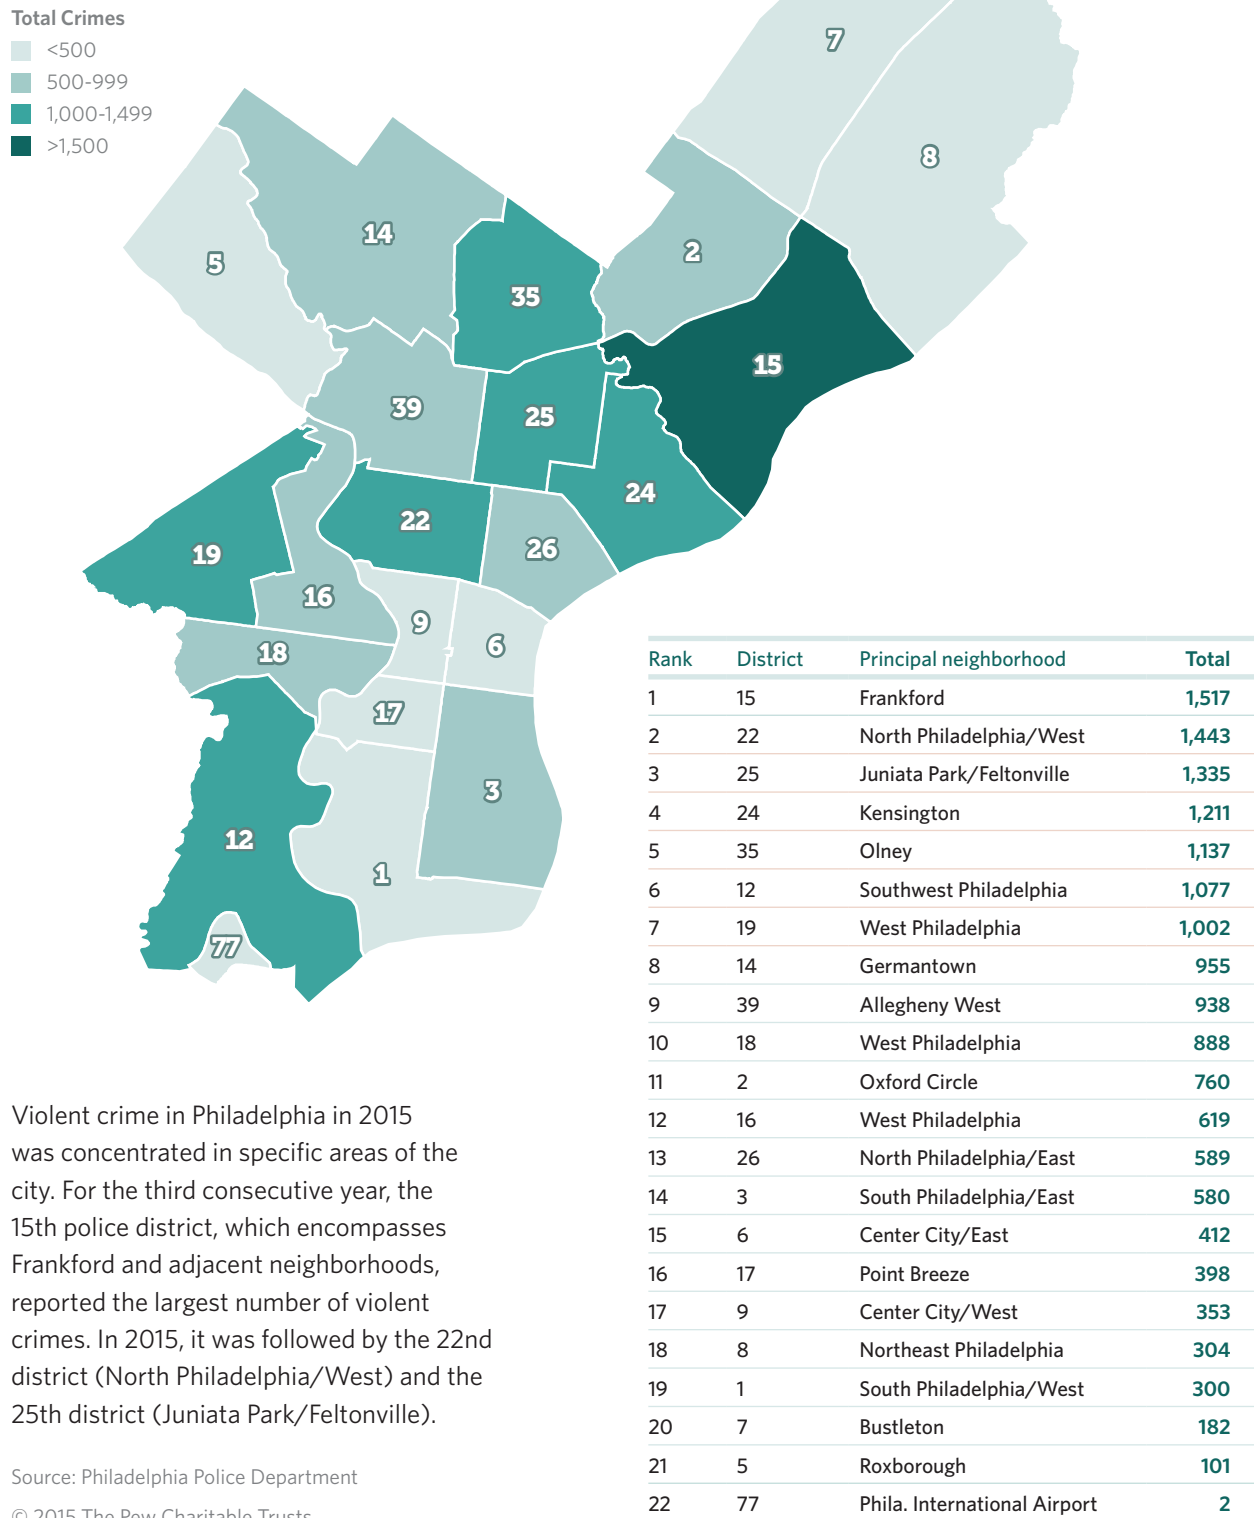 Total Crimes
<500
500-999
1,000-1,499
>1,500
7
8
14
5
2
35
15
39
25
24
22
19
26
16
9
6
18
17
3
12
1
77
Rank District Principal neighborhood Total
1 15 Frankford 1,517
2 22 North Philadelphia/West 1,443
3 25 Juniata Park/Feltonville 1,335
4 24 Kensington 1,211
5 35 Olney 1,137
6 12 Southwest Philadelphia 1,077
7 19 West Philadelphia 1,002
8 14 Germantown 955
9 39 Allegheny West 938
10 18 West Philadelphia 888
11 2 Oxford Circle 760
12 16 West Philadelphia 619
13 26 North Philadelphia/East 589
14 3 South Philadelphia/East 580
15 6 Center City/East 412
16 17 Point Breeze 398
17 9 Center City/West 353
18 8 Northeast Philadelphia 304
19 1 South Philadelphia/West 300
20 7 Bustleton 182
21 5 Roxborough 101
22 77 Phila. International Airport 2
Violent crime in Philadelphia in 2015
was concentrated in specific areas of the
city. For the third consecutive year, the
15th police district, which encompasses
Frankford and adjacent neighborhoods,
reported the largest number of violent
crimes. In 2015, it was followed by the 22nd
district (North Philadelphia/West) and the
25th district (Juniata Park/Feltonville).
Source: Philadelphia Police Department
© 2015 The Pew Charitable Trusts